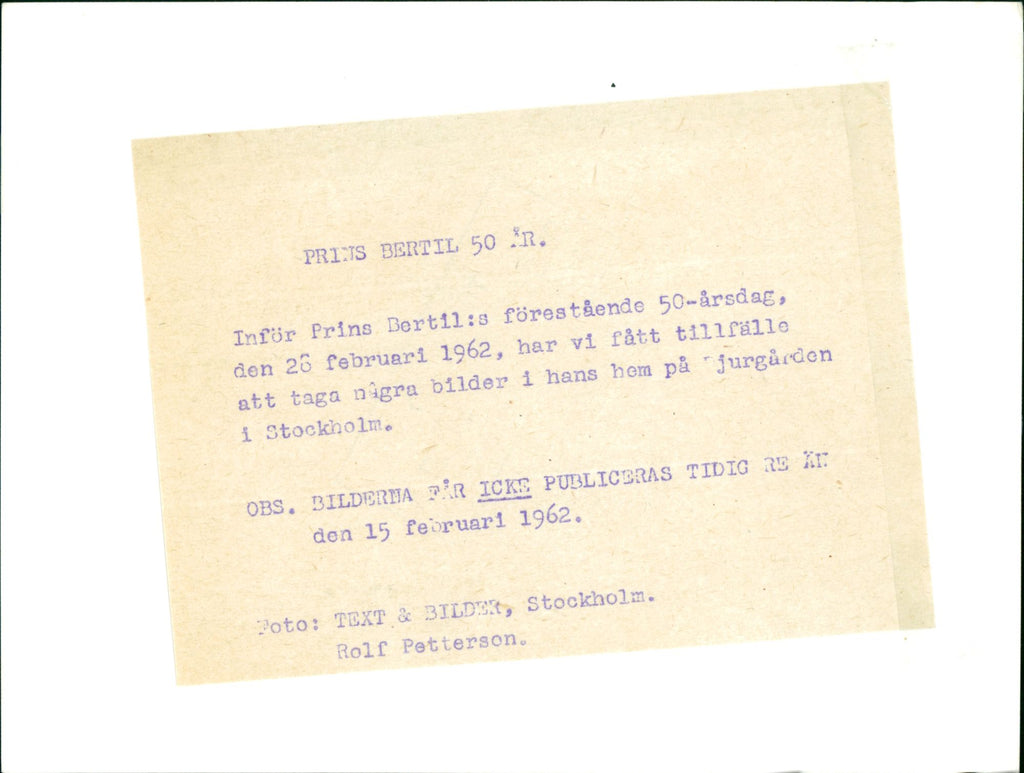 PRINS BERTIL 50 ÅR.
Inför Prins Bertil:s förestående 50-årsdag,
den 28 februari 1962, har vi fått tillfälle
att taga några bilder i hans hem på Djurgården
i Stockholm.
OBS. BILDERNA FÅR ICKE PUBLICERAS TIDIGARE ÄN
den 15 februari 1962.
Foto: TEXT & BILDER, Stockholm.
Rolf Petterson.